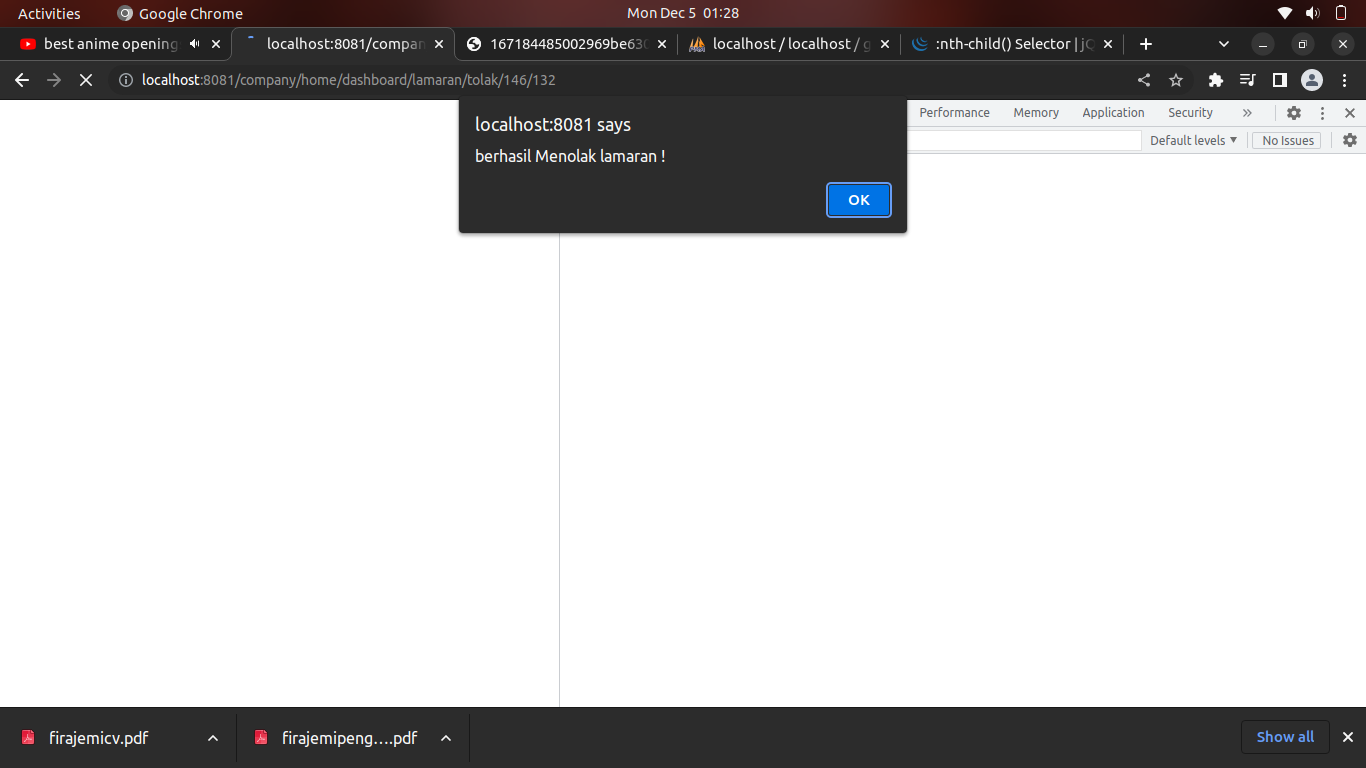 Activities
Google Chrome
Mon Dec 5 01:28
best anime opening
localhost:8081/compan
167184485002969be630
localhost / localhost / g
:nth-child() Selector | jQ
localhost:8081/company/home/dashboard/lamaran/tolak/146/132
localhost:8081 says
berhasil Menolak lamaran !
OK
Performance
Memory
Application
Security
Default levels
No Issues
firajemicv.pdf
firajemipeng….pdf
Show all